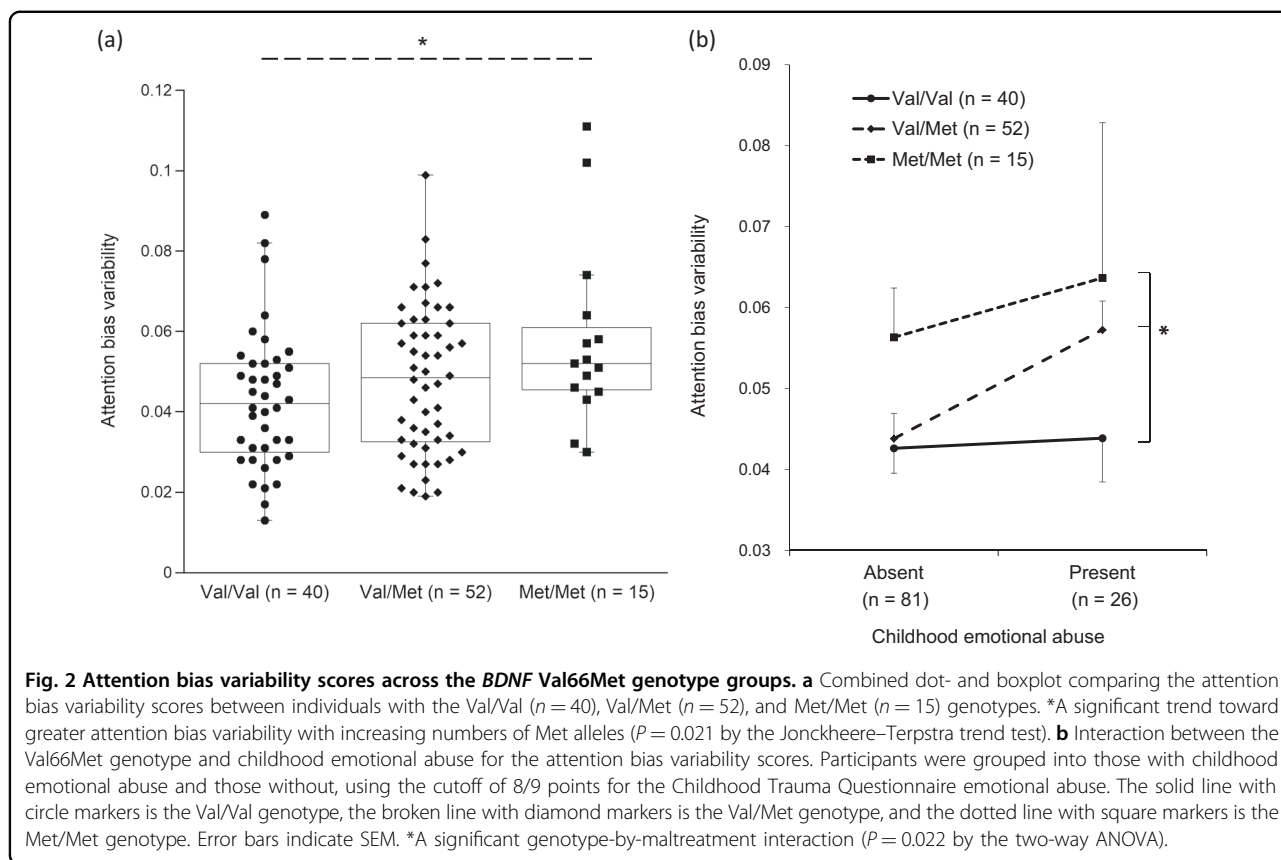 (a)
*
0.12
0.1
0.08
0.06
0.04
0.02
0
Attention bias variability
Val/Val (n = 40)
Val/Met (n = 52)
Met/Met (n = 15)
(b)
0.09
0.08
0.07
0.06
0.05
0.04
0.03
Attention bias variability
Val/Val (n = 40)
Val/Met (n = 52)
Met/Met (n = 15)
*
Absent
(n = 81)
Present
(n = 26)
Childhood emotional abuse
Fig. 2 Attention bias variability scores across the BDNF Val66Met genotype groups. a Combined dot- and boxplot comparing the attention
bias variability scores between individuals with the Val/Val (n = 40), Val/Met (n = 52), and Met/Met (n = 15) genotypes. *A significant trend toward
greater attention bias variability with increasing numbers of Met alleles (P = 0.021 by the Jonckheere–Terpstra trend test). b Interaction between the
Val66Met genotype and childhood emotional abuse for the attention bias variability scores. Participants were grouped into those with childhood
emotional abuse and those without, using the cutoff of 8/9 points for the Childhood Trauma Questionnaire emotional abuse. The solid line with
circle markers is the Val/Val genotype, the broken line with diamond markers is the Val/Met genotype, and the dotted line with square markers is the
Met/Met genotype. Error bars indicate SEM. *A significant genotype-by-maltreatment interaction (P = 0.022 by the two-way ANOVA).